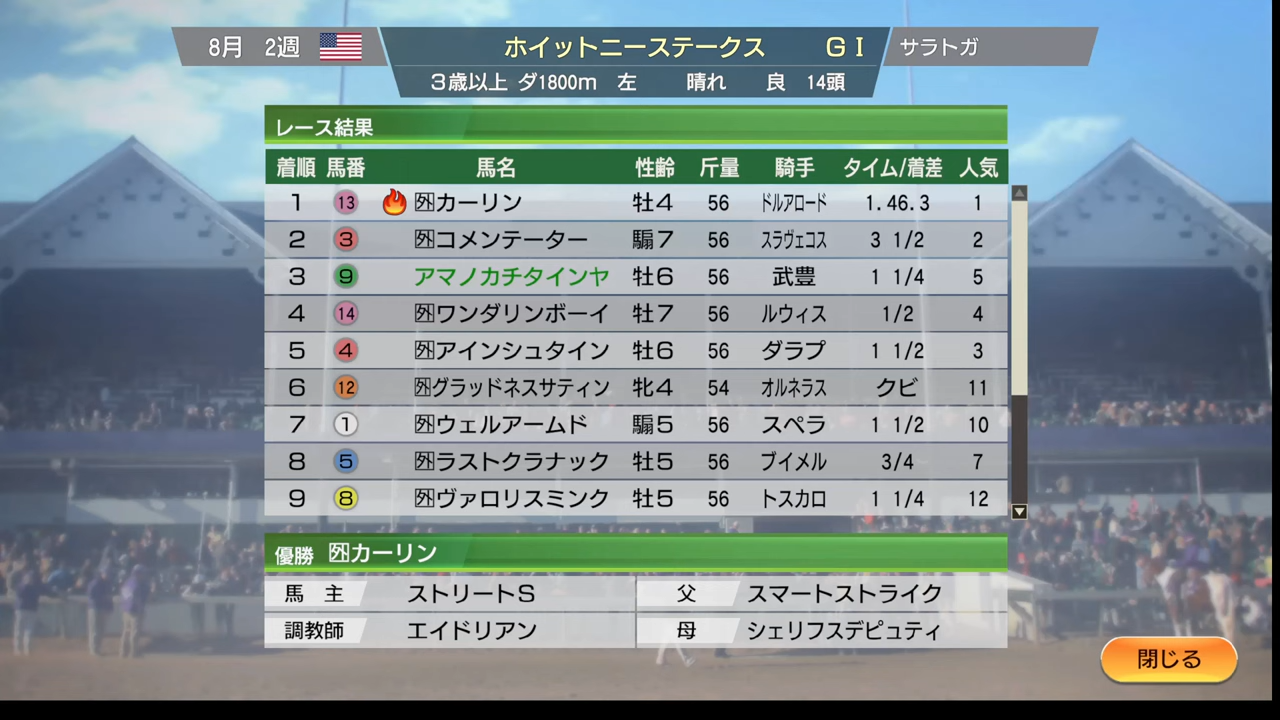 8月 2週 ホイットニーステークス GⅠ サラトガ
3歳以上 ダ1800m 左 晴れ 良 14頭
レース結果
着順 馬番 馬名 性齢 斤量 騎手 タイム/着差 人気
1 13 外カーリン 牡4 56 ドルアロード 1.46.3 1
2 3 外コメンテーター 騸7 56 スラヴェコス 3 1/2 2
3 9 アマノカチタインヤ 牡6 56 武豊 1 1/4 5
4 14 外ワンダリンボーイ 牡7 56 ルウィス 1/2 4
5 4 外アインシュタイン 牡6 56 ダラプ 1 1/2 3
6 12 外グラッドネスサティン 牝4 54 オルネラス クビ 11
7 1 外ウェルアームド 騸5 56 スペラ 1 1/2 10
8 5 外ラストクラナック 牡5 56 ブイメル 3/4 7
9 8 外ヴァロリスミンク 牡5 56 トスカロ 1 1/4 12
優勝 外カーリン
馬主 ストリートS 父 スマートストライク
調教師 エイドリアン 母 シェリフスデピュティ
閉じる